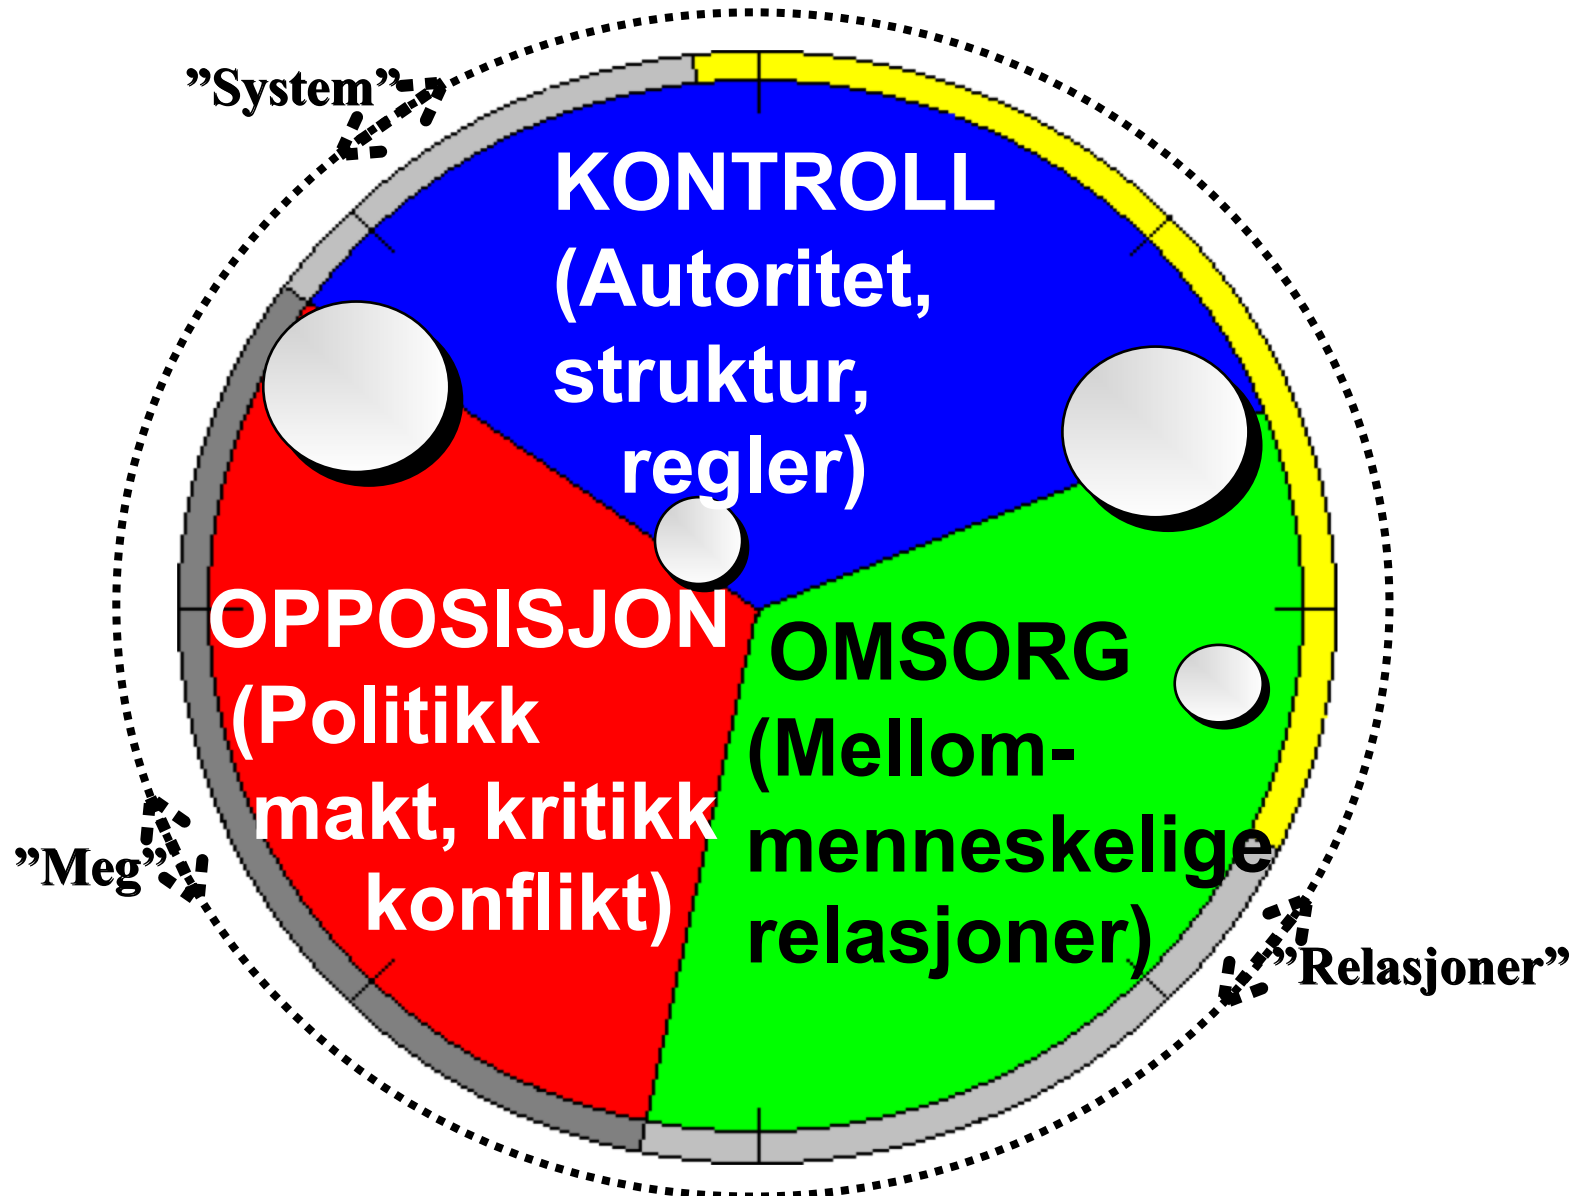 ”System”
KONTROLL
(Autoritet,
struktur,
regler)
OPPOSISJON
(Politikk
makt, kritikk
konflikt)
OMSORG
(Mellom-
menneskelige
relasjoner)
”Meg”
”Relasjoner”